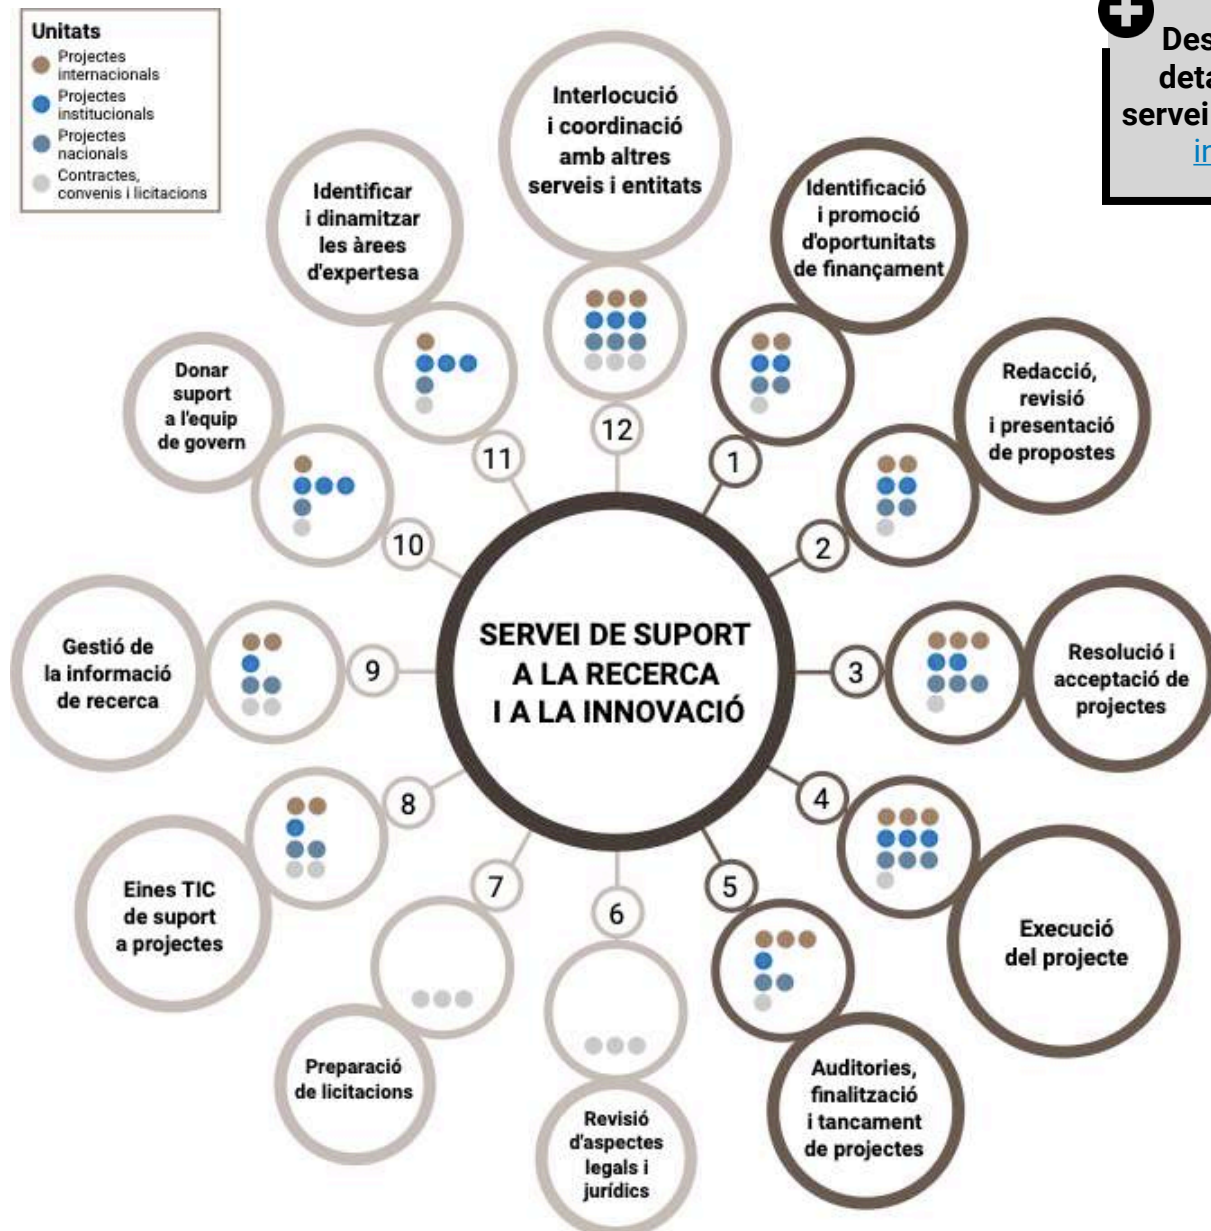 Unitats
Projectes
internacionals
Projectes
institucionals
Projectes
nacionals
Contractes,
convenis i licitacions
Interlocució
i coordinació
amb altres
serveis i entitats
12
Identificació
i promoció
d'oportunitats
de finançament
1
Redacció,
revisió
i presentació
de propostes
2
Resolució i
acceptació de
projectes
3
Execució
del projecte
4
Auditories,
finalització
i tancament
de projectes
5
Revisió
d'aspectes
legals i
jurídics
6
Preparació
de licitacions
7
Eines TIC
de suport
a projectes
8
Gestió de
la informació
de recerca
9
Donar
suport
a l'equip
de govern
10
Identificar
i dinamitzar
les àrees
d'expertesa
11
SERVEI DE SUPORT
A LA RECERCA
I A LA INNOVACIÓ
servei